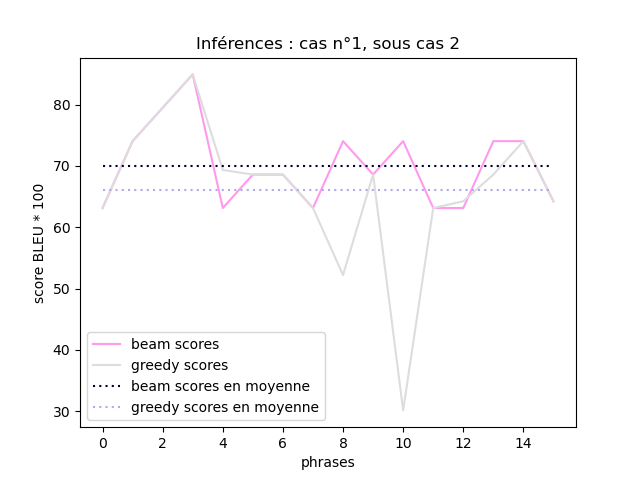 Inférences : cas n°1, sous cas 2
score BLEU * 100
80
70
60
50
40
30
beam scores
greedy scores
beam scores en moyenne
greedy scores en moyenne
0 2 4 6 8 10 12 14
phrases